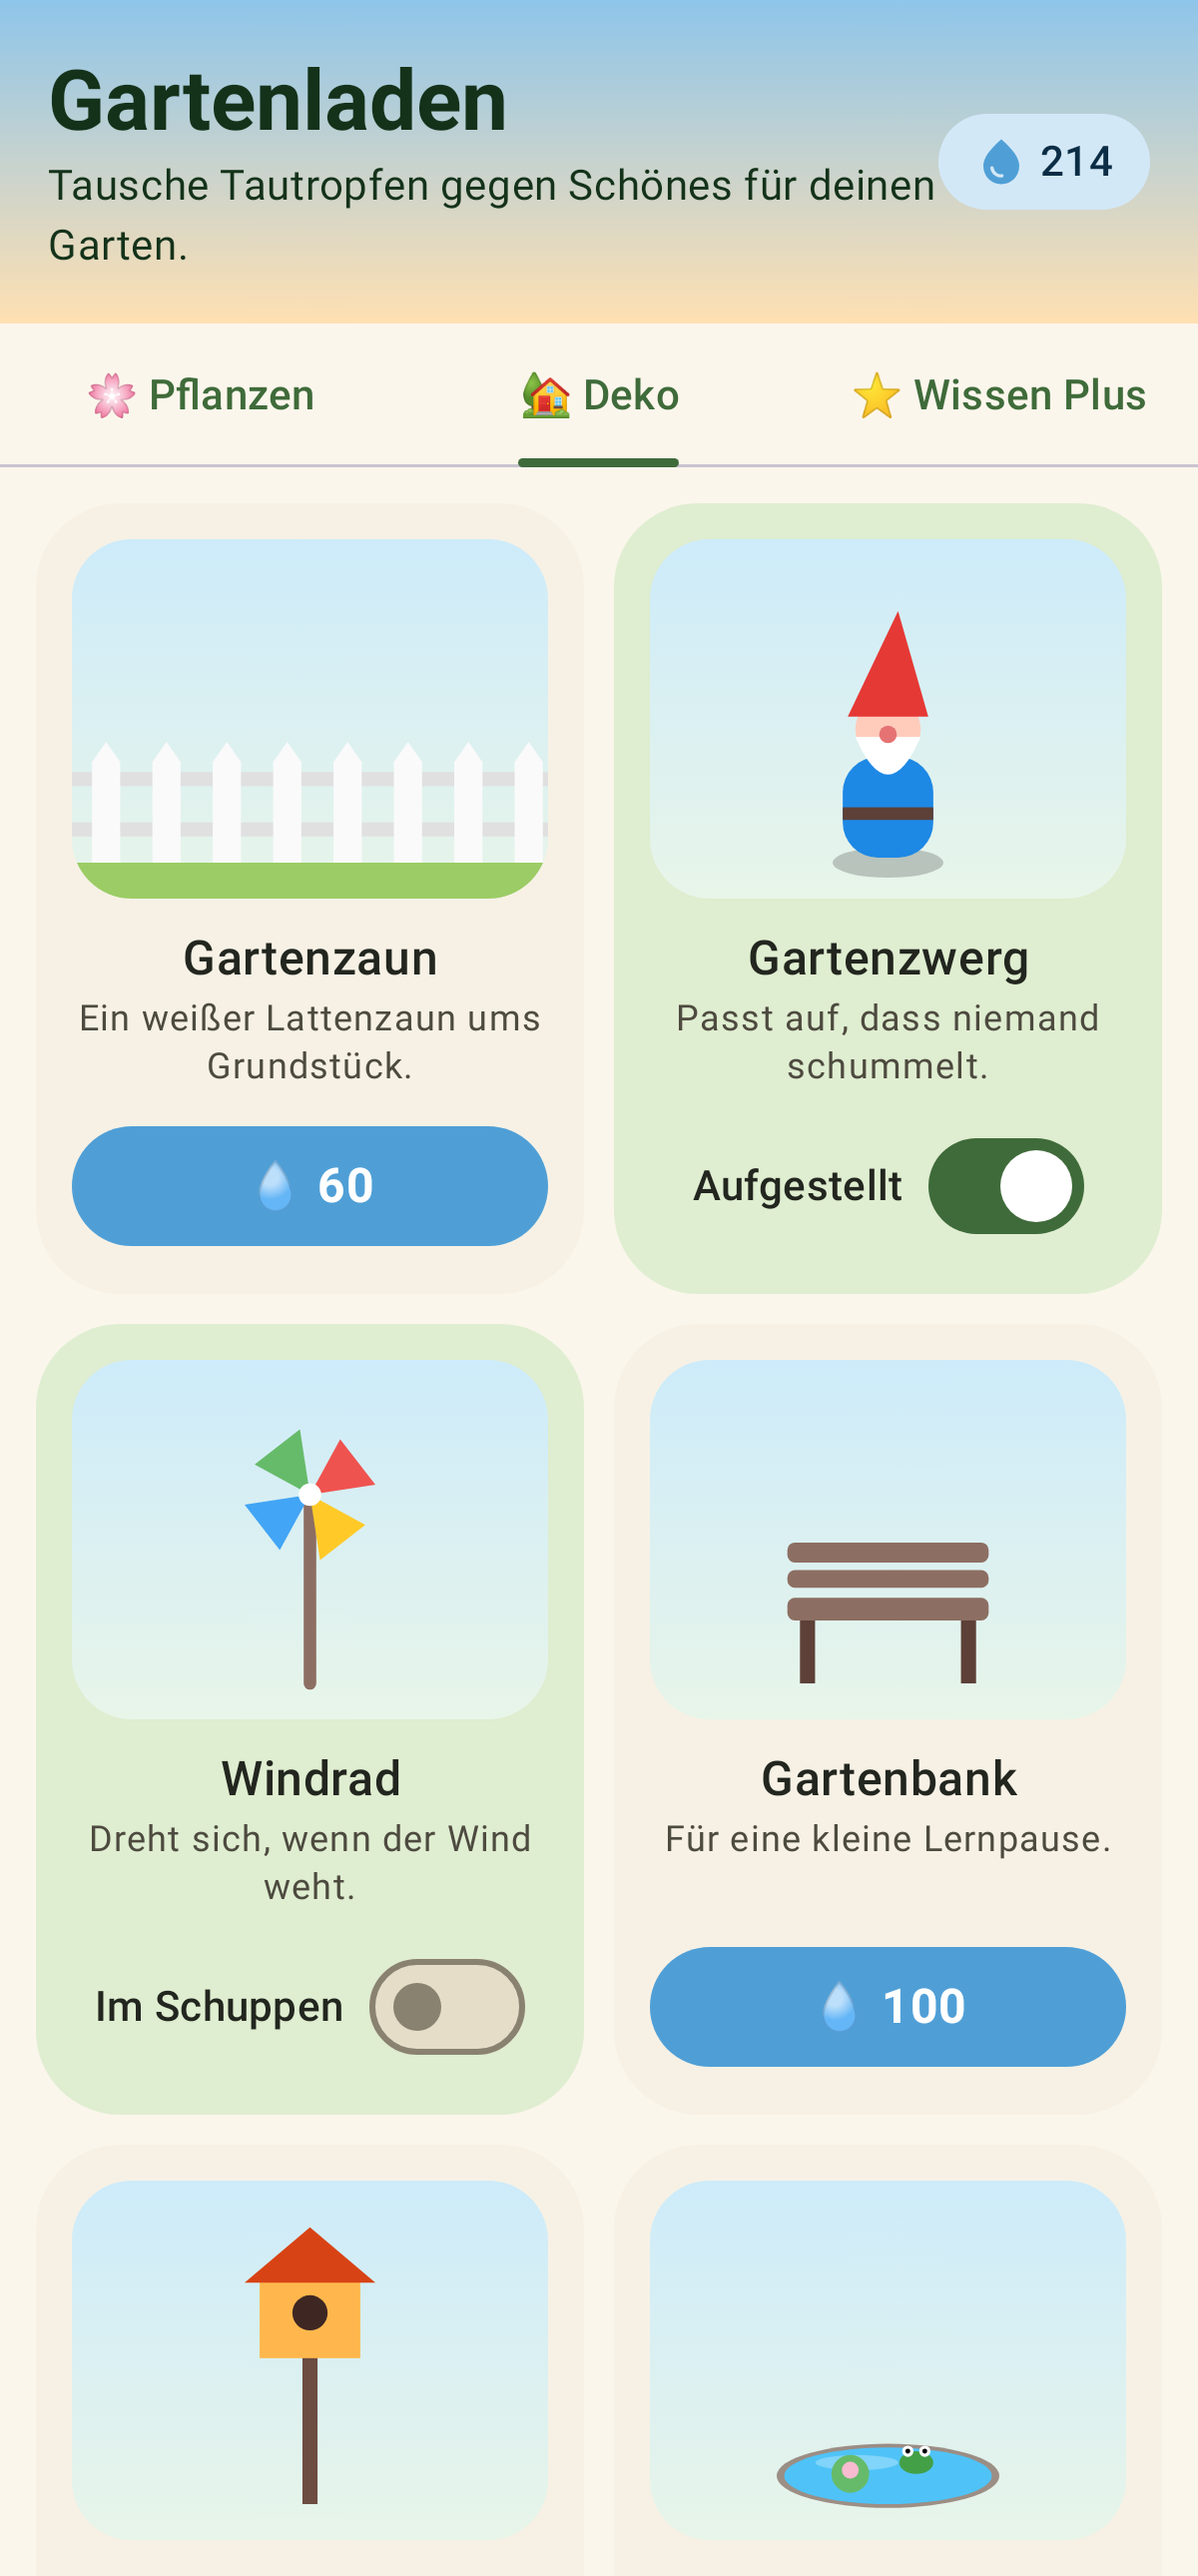 Gartenladen
Tausche Tautropfen gegen Schönes für deinen
Garten.
214
🌸 Pflanzen
🏡 Deko
⭐ Wissen Plus
Gartenzaun
Ein weißer Lattenzaun ums
Grundstück.
💧 60
Gartenzwerg
Passt auf, dass niemand
schummelt.
Aufgestellt
Windrad
Dreht sich, wenn der Wind
weht.
Im Schuppen
Gartenbank
Für eine kleine Lernpause.
💧 100